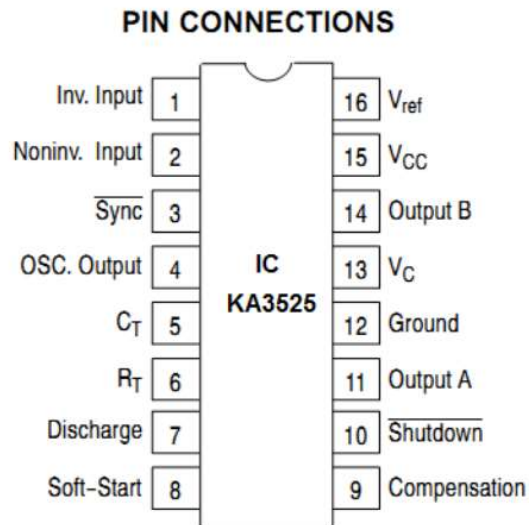 PIN CONNECTIONS
Inv. Input 1 16 Vref
Noninv. Input 2 15 VCC
Sync 3 14 Output B
OSC. Output 4 IC 13 VC
KA3525
CT 5 12 Ground
RT 6 11 Output A
Discharge 7 10 Shutdown
Soft-Start 8 9 Compensation